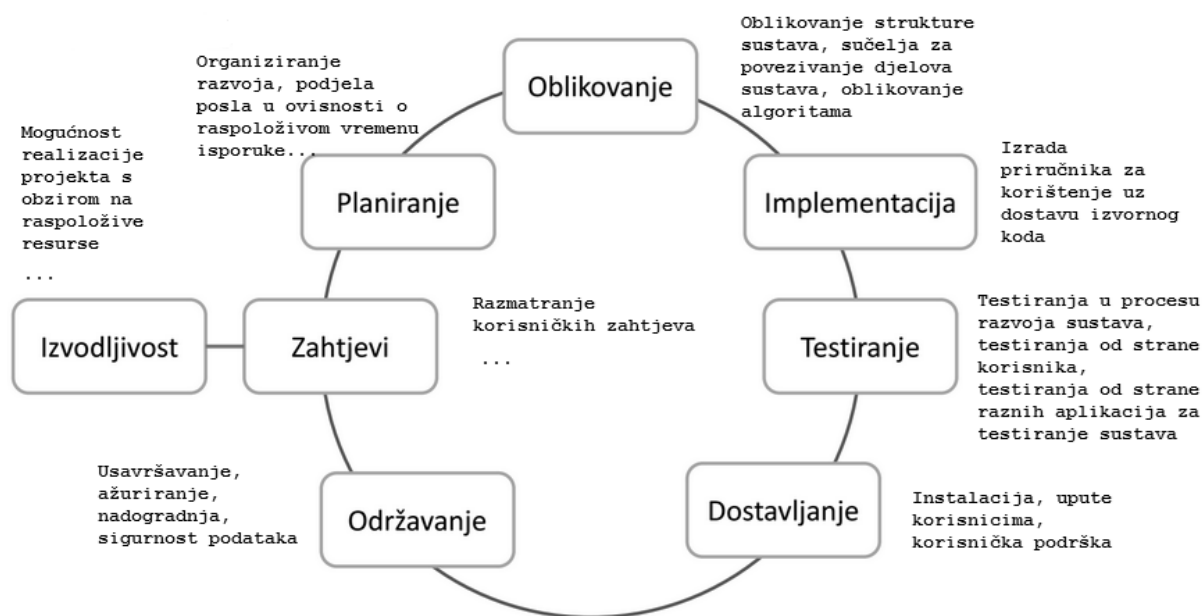 Oblikovanje
Oblikovanje strukture
sustava, sučelja za
povezivanje djelova
sustava, oblikovanje
algoritama
Organiziranje
razvoja, podjela
posla u ovisnosti o
raspoloživom vremenu
isporuke...
Planiranje
Implementacija
Izrada
priručnika za
korištenje uz
dostavu izvornog
koda
Mogućnost
realizacije
projekta s
obzirom na
raspoložive
resurse
...
Izvodljivost
Zahtjevi
Razmatranje
korisničkih zahtjeva
...
Testiranje
Testiranja u procesu
razvoja sustava,
testiranja od strane
korisnika,
testiranja od strane
raznih aplikacija za
testiranje sustava
Usavršavanje,
ažuriranje,
nadogradnja,
sigurnost podataka
Održavanje
Dostavljanje
Instalacija, upute
korisnicima,
korisnička podrška